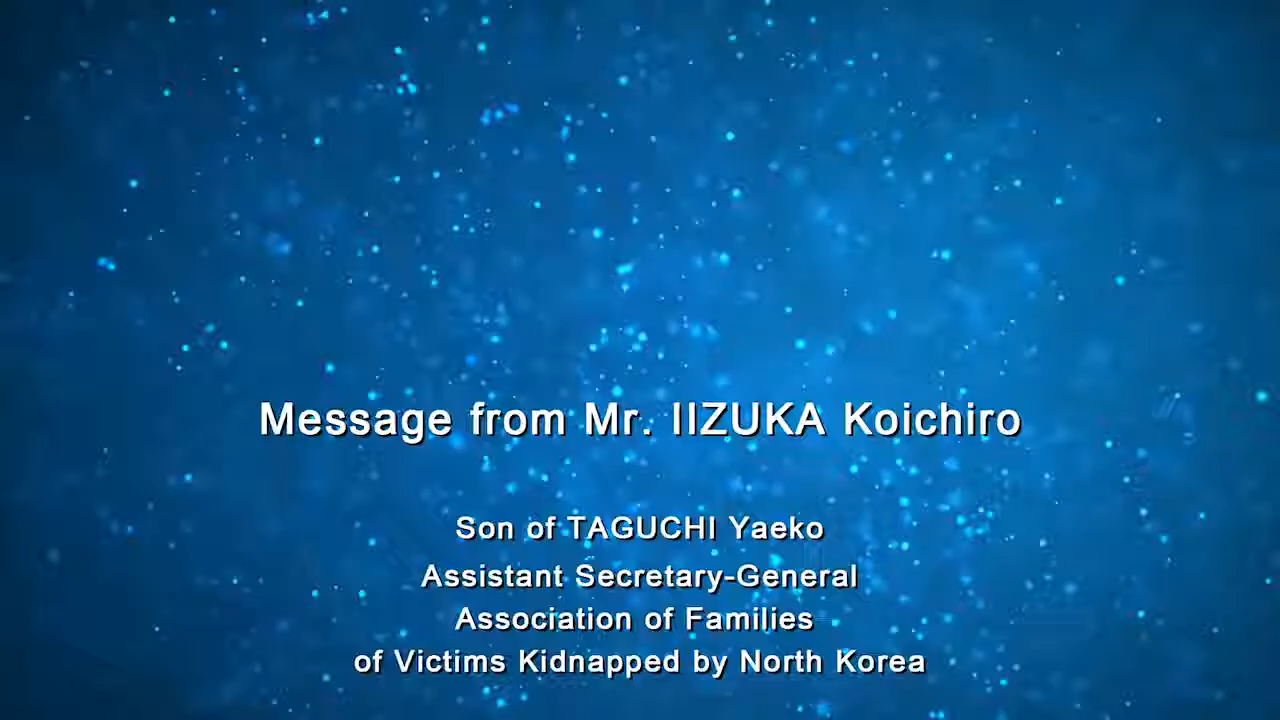 Message from Mr. IIZUKA Koichiro
Son of TAGUCHI Yaeko
Assistant Secretary-General
Association of Families
of Victims Kidnapped by North Korea